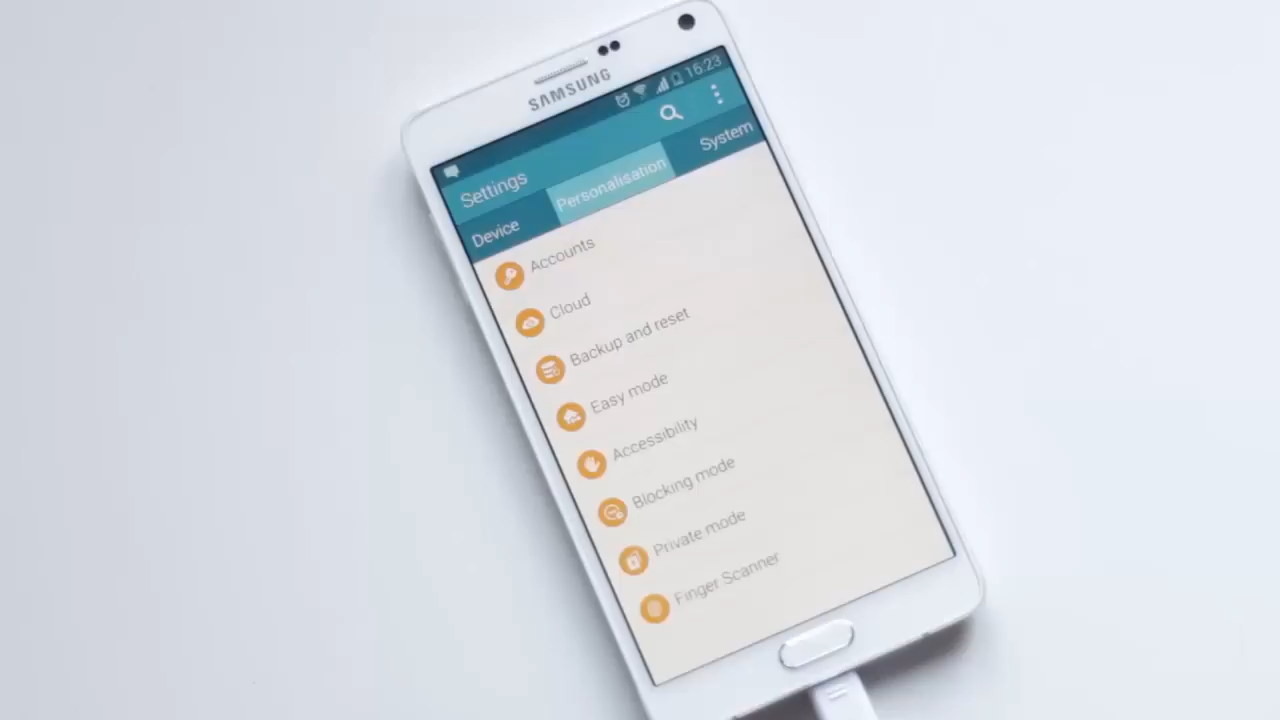 SAMSUNG
16:23
Settings
Device Personalisation System
Accounts
Cloud
Backup and reset
Easy mode
Accessibility
Blocking mode
Private mode
Finger Scanner